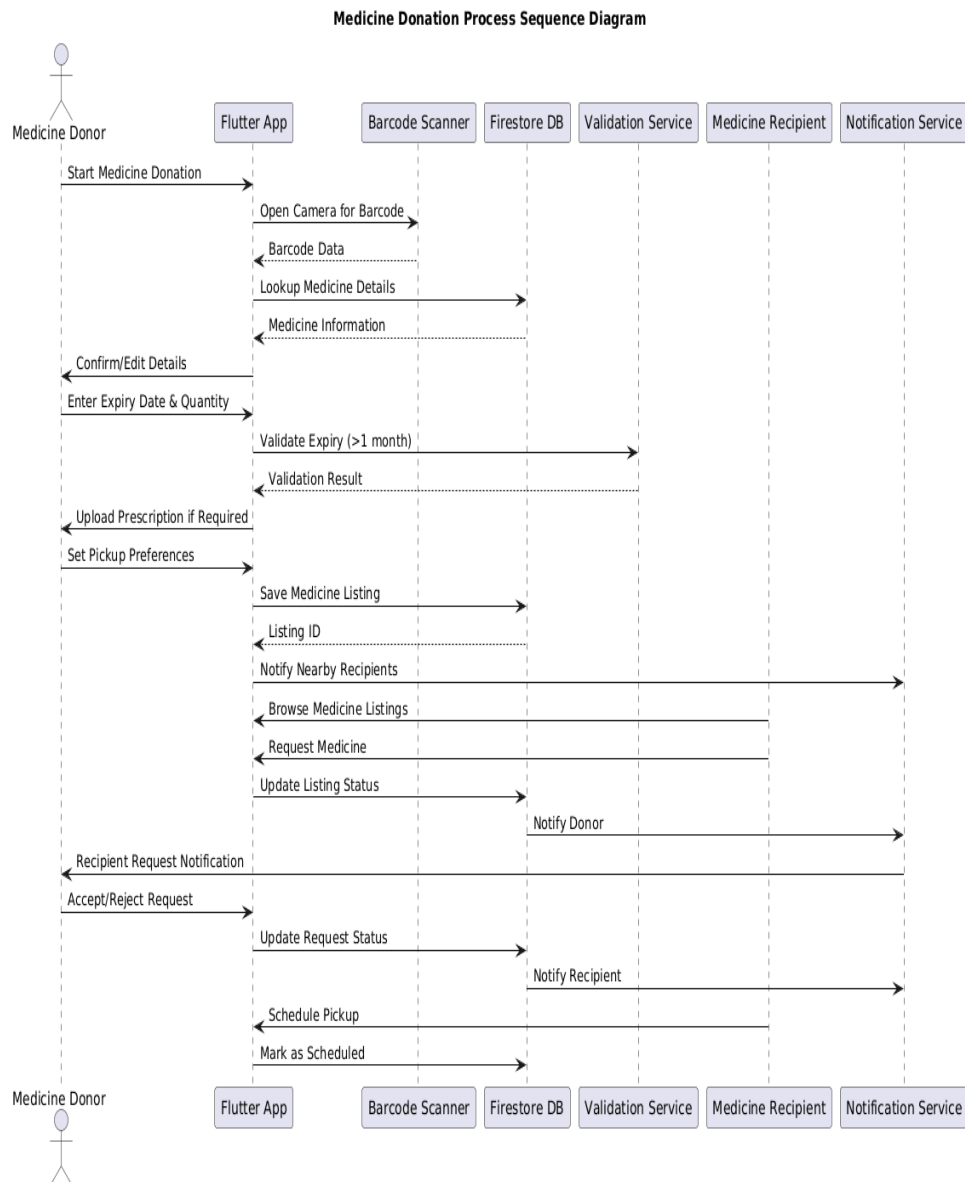 Medicine Donation Process Sequence Diagram
Medicine Donor
Flutter App
Barcode Scanner
Firestore DB
Validation Service
Medicine Recipient
Notification Service
Start Medicine Donation
Open Camera for Barcode
Barcode Data
Lookup Medicine Details
Medicine Information
Confirm/Edit Details
Enter Expiry Date & Quantity
Validate Expiry (>1 month)
Validation Result
Upload Prescription if Required
Set Pickup Preferences
Save Medicine Listing
Listing ID
Notify Nearby Recipients
Browse Medicine Listings
Request Medicine
Update Listing Status
Notify Donor
Recipient Request Notification
Accept/Reject Request
Update Request Status
Notify Recipient
Schedule Pickup
Mark as Scheduled
Medicine Donor
Flutter App
Barcode Scanner
Firestore DB
Validation Service
Medicine Recipient
Notification Service